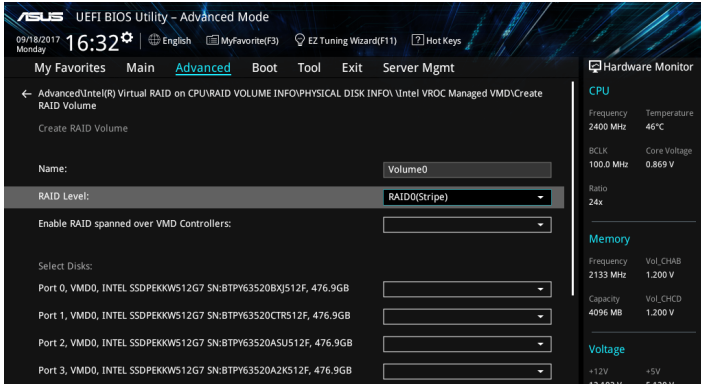 ASUS UEFI BIOS Utility – Advanced Mode
09/18/2017 Monday 16:32 English MyFavorite(F3) EZ Tuning Wizard(F11) ? Hot Keys
My Favorites Main Advanced Boot Tool Exit Server Mgmt
Advanced\Intel(R) Virtual RAID on CPU\RAID VOLUME INFO\PHYSICAL DISK INFO\ \Intel VROC Managed VMD\Create
RAID Volume
Create RAID Volume
Name: Volume0
RAID Level: RAID0(Stripe)
Enable RAID spanned over VMD Controllers:
Select Disks:
Port 0, VMD0, INTEL SSDPEKKW512G7 SN:BTPY63520BXJ512F, 476.9GB
Port 1, VMD0, INTEL SSDPEKKW512G7 SN:BTPY63520CTR512F, 476.9GB
Port 2, VMD0, INTEL SSDPEKKW512G7 SN:BTPY63520ASU512F, 476.9GB
Port 3, VMD0, INTEL SSDPEKKW512G7 SN:BTPY63520A2K512F, 476.9GB
Hardware Monitor
CPU
Frequency Temperature
2400 MHz 46°C
BCLK Core Voltage
100.0 MHz 0.869 V
Ratio
24x
Memory
Frequency Vol_CHAB
2133 MHz 1.200 V
Capacity Vol_CHCD
4096 MB 1.200 V
Voltage
+12V +5V